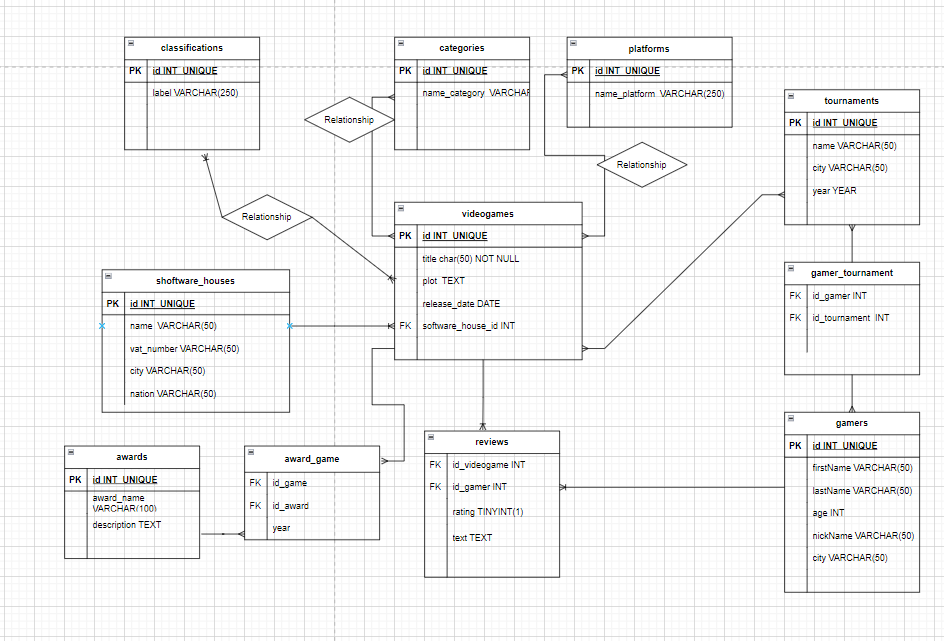 classifications
PK id INT UNIQUE
label VARCHAR(250)
categories
PK id INT UNIQUE
name_category VARCHAR
platforms
PK id INT UNIQUE
name_platform VARCHAR(250)
tournaments
PK id INT UNIQUE
name VARCHAR(50)
city VARCHAR(50)
year YEAR
Relationship
Relationship
Relationship
videogames
PK id INT UNIQUE
title char(50) NOT NULL
plot TEXT
release_date DATE
FK software_house_id INT
shoftware_houses
PK id INT UNIQUE
name VARCHAR(50)
vat_number VARCHAR(50)
city VARCHAR(50)
nation VARCHAR(50)
gamer_tournament
FK id_gamer INT
FK id_tournament INT
awards
PK id INT UNIQUE
award_name
VARCHAR(100)
description TEXT
award_game
FK id_game
FK id_award
year
reviews
FK id_videogame INT
FK id_gamer INT
rating TINYINT(1)
text TEXT
gamers
PK id INT UNIQUE
firstName VARCHAR(50)
lastName VARCHAR(50)
age INT
nickName VARCHAR(50)
city VARCHAR(50)